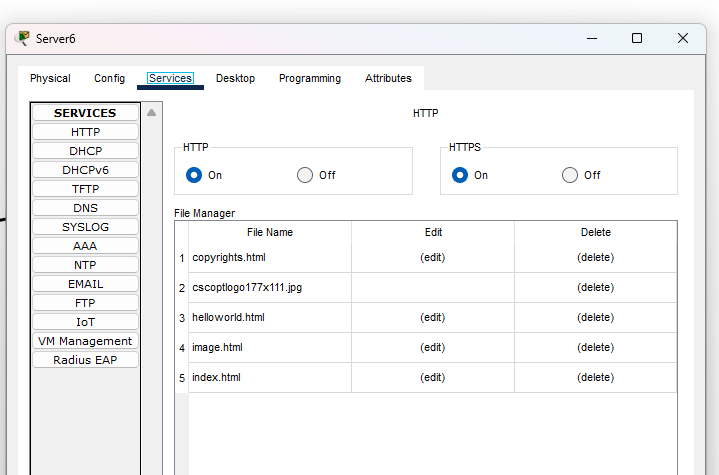 Server6
Physical Config Services Desktop Programming Attributes
SERVICES
HTTP
DHCP
DHCPv6
TFTP
DNS
SYSLOG
AAA
NTP
EMAIL
FTP
IoT
VM Management
Radius EAP
HTTP
HTTP
On Off
HTTPS
On Off
File Manager
File Name Edit Delete
1 copyrights.html (edit) (delete)
2 cscoptlogo177x111.jpg (delete)
3 helloworld.html (edit) (delete)
4 image.html (edit) (delete)
5 index.html (edit) (delete)